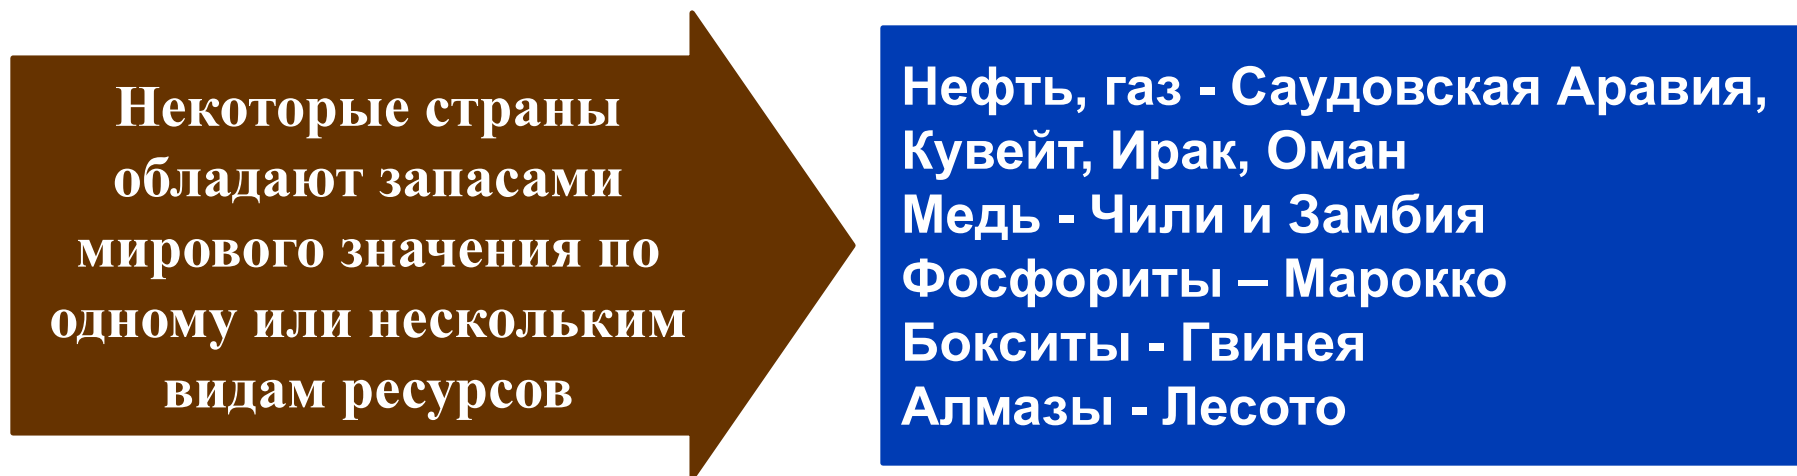 Некоторые страны
обладают запасами
мирового значения по
одному или нескольким
видам ресурсов
Нефть, газ - Саудовская Аравия,
Кувейт, Ирак, Оман
Медь - Чили и Замбия
Фосфориты – Марокко
Бокситы - Гвинея
Алмазы - Лесото